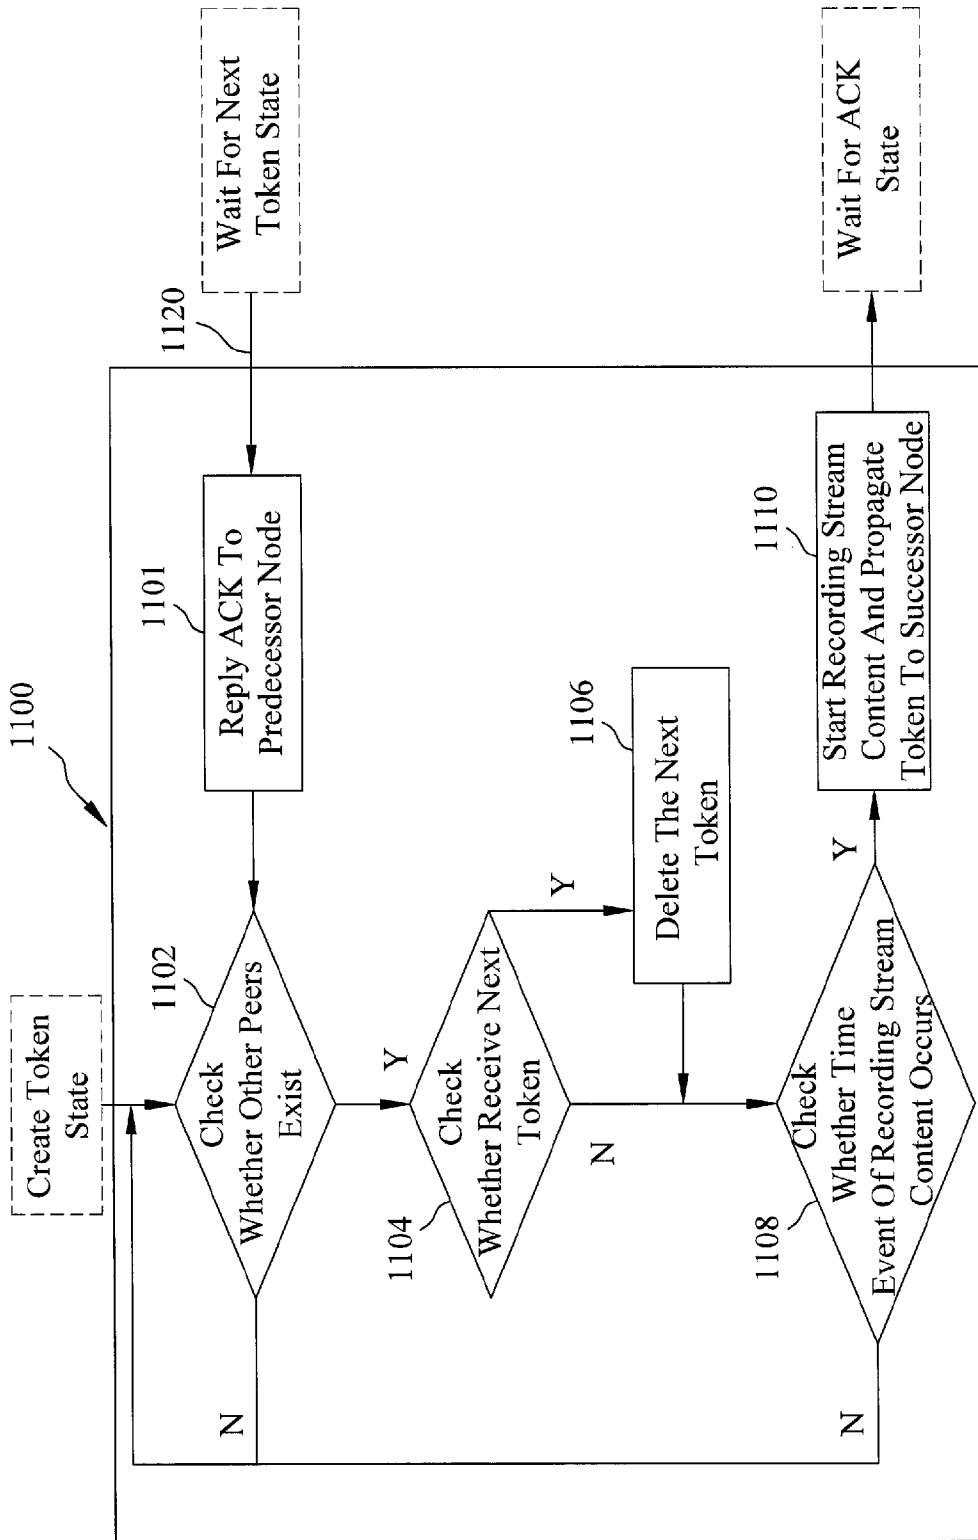 1100
Create Token
State
Wait For Next
Token State
1120
1101
Reply ACK To
Predecessor Node
1102
Check
Whether Other Peers
Exist
N
Y
1104
Check
Whether Receive Next
Token
Y
N
1106
Delete The Next
Token
1108
Check
Whether Time
Event Of Recording Stream
Content Occurs
N
Y
1110
Start Recording Stream
Content And Propagate
Token To Successor Node
Wait For ACK
State